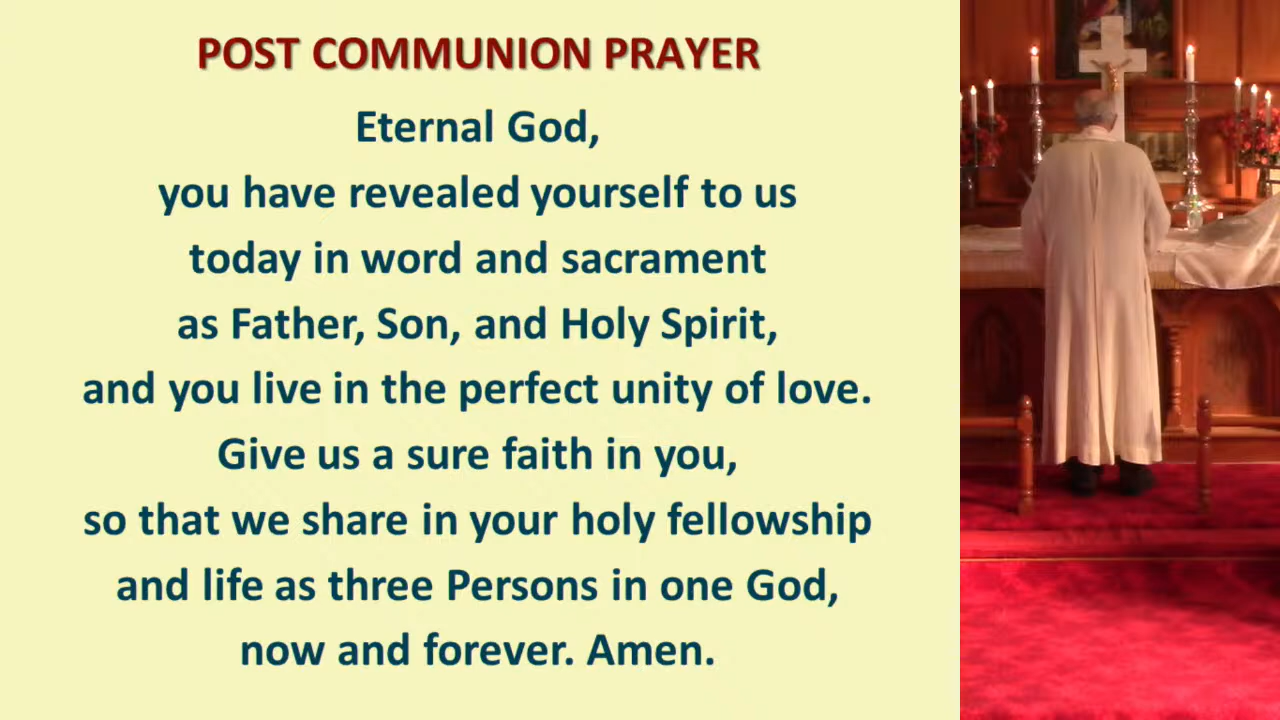 POST COMMUNION PRAYER
Eternal God,
you have revealed yourself to us
today in word and sacrament
as Father, Son, and Holy Spirit,
and you live in the perfect unity of love.
Give us a sure faith in you,
so that we share in your holy fellowship
and life as three Persons in one God,
now and forever. Amen.